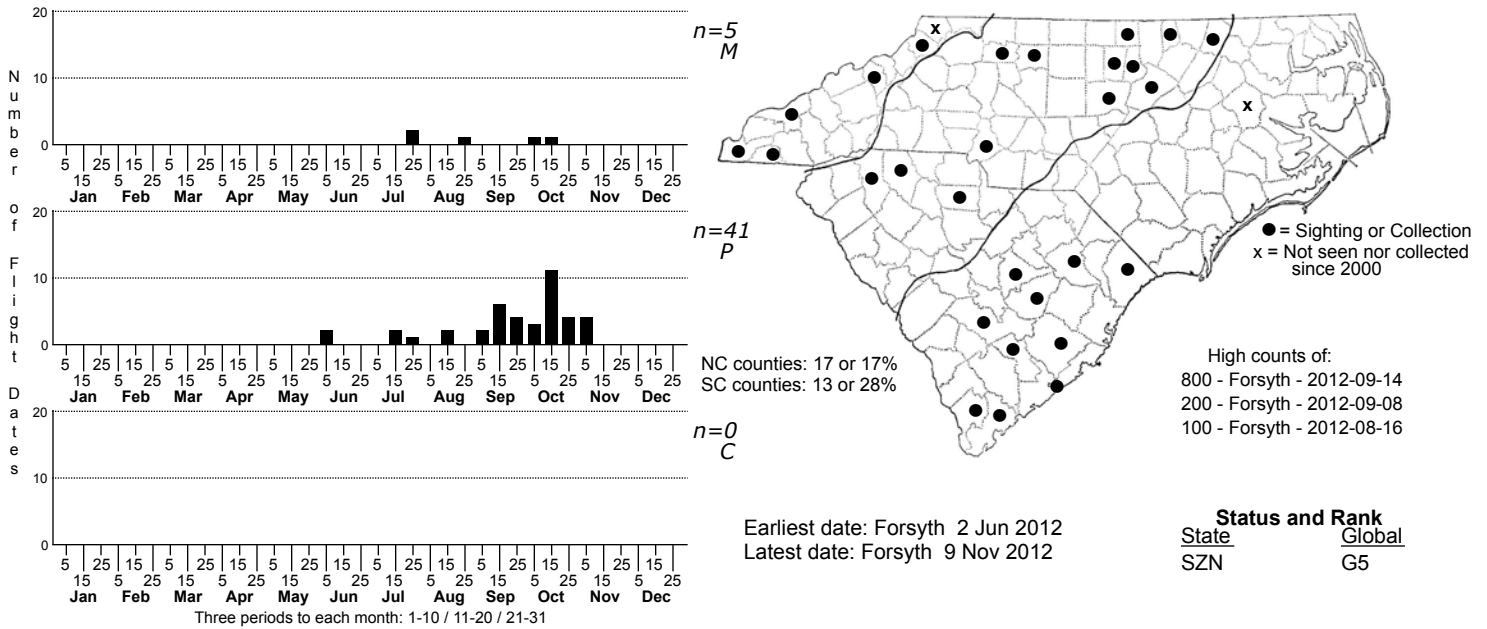 Number of Flight Dates
20
10
0
n=5
M
5 25 15 5 25 15 5 25 15 5 25 15 5 25 15 5 25 15
15 5 25 15 5 25 15 5 25 15 5 25 15 5 25 15 5 25
Jan Feb Mar Apr May Jun Jul Aug Sep Oct Nov Dec
20
10
0
n=41
P
5 25 15 5 25 15 5 25 15 5 25 15 5 25 15 5 25 15
15 5 25 15 5 25 15 5 25 15 5 25 15 5 25 15 5 25
Jan Feb Mar Apr May Jun Jul Aug Sep Oct Nov Dec
20
10
0
n=0
C
5 25 15 5 25 15 5 25 15 5 25 15 5 25 15 5 25 15
15 5 25 15 5 25 15 5 25 15 5 25 15 5 25 15 5 25
Jan Feb Mar Apr May Jun Jul Aug Sep Oct Nov Dec
Three periods to each month: 1-10 / 11-20 / 21-31
x
x
● = Sighting or Collection
x = Not seen nor collected
since 2000
NC counties: 17 or 17%
SC counties: 13 or 28%
High counts of:
800 - Forsyth - 2012-09-14
200 - Forsyth - 2012-09-08
100 - Forsyth - 2012-08-16
Earliest date: Forsyth 2 Jun 2012
Latest date: Forsyth 9 Nov 2012
Status and Rank
State Global
SZN G5